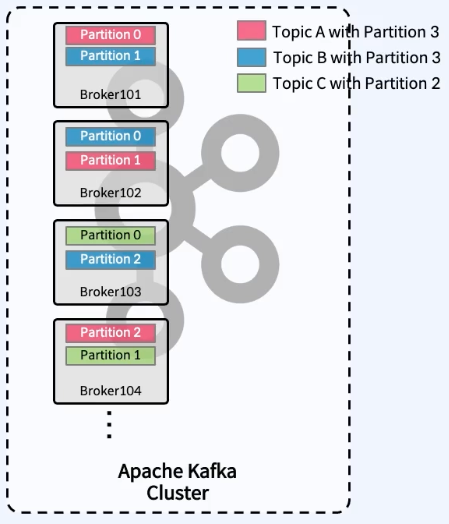 Partition 0
Partition 1
Broker101
Topic A with Partition 3
Topic B with Partition 3
Topic C with Partition 2
Partition 0
Partition 1
Broker102
Partition 0
Partition 2
Broker103
Partition 2
Partition 1
Broker104
Apache Kafka
Cluster